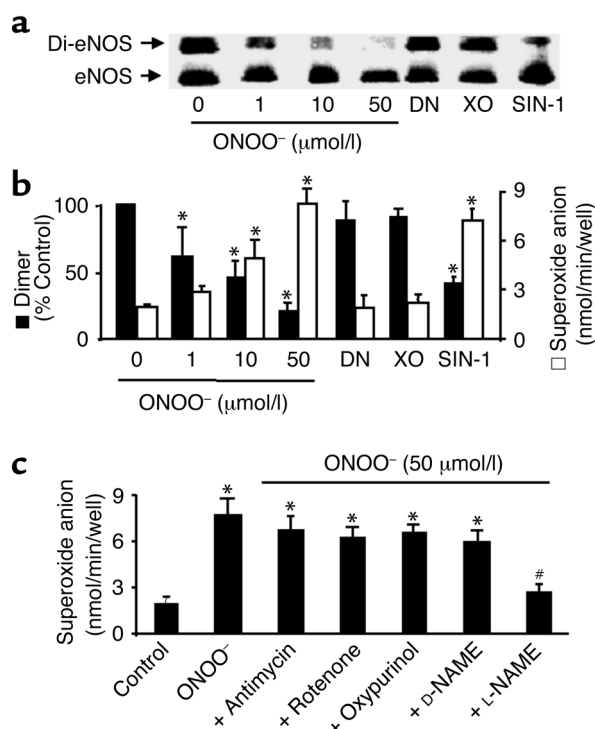 a
Di-eNOS
eNOS
0 1 10 50 DN XO SIN-1
ONOO⁻ (μmol/l)
b
■ Dimer
(% Control)
100
50
0
* * * * * * *
9
6
3
0
□ Superoxide anion
(nmol/min/well)
0 1 10 50 DN XO SIN-1
ONOO⁻ (μmol/l)
c
ONOO⁻ (50 μmol/l)
Superoxide anion
(nmol/min/well)
9
6
3
0
* * * * * #
Control
ONOO⁻
+ Antimycin
+ Rotenone
+ Oxypurinol
+ D-NAME
+ L-NAME